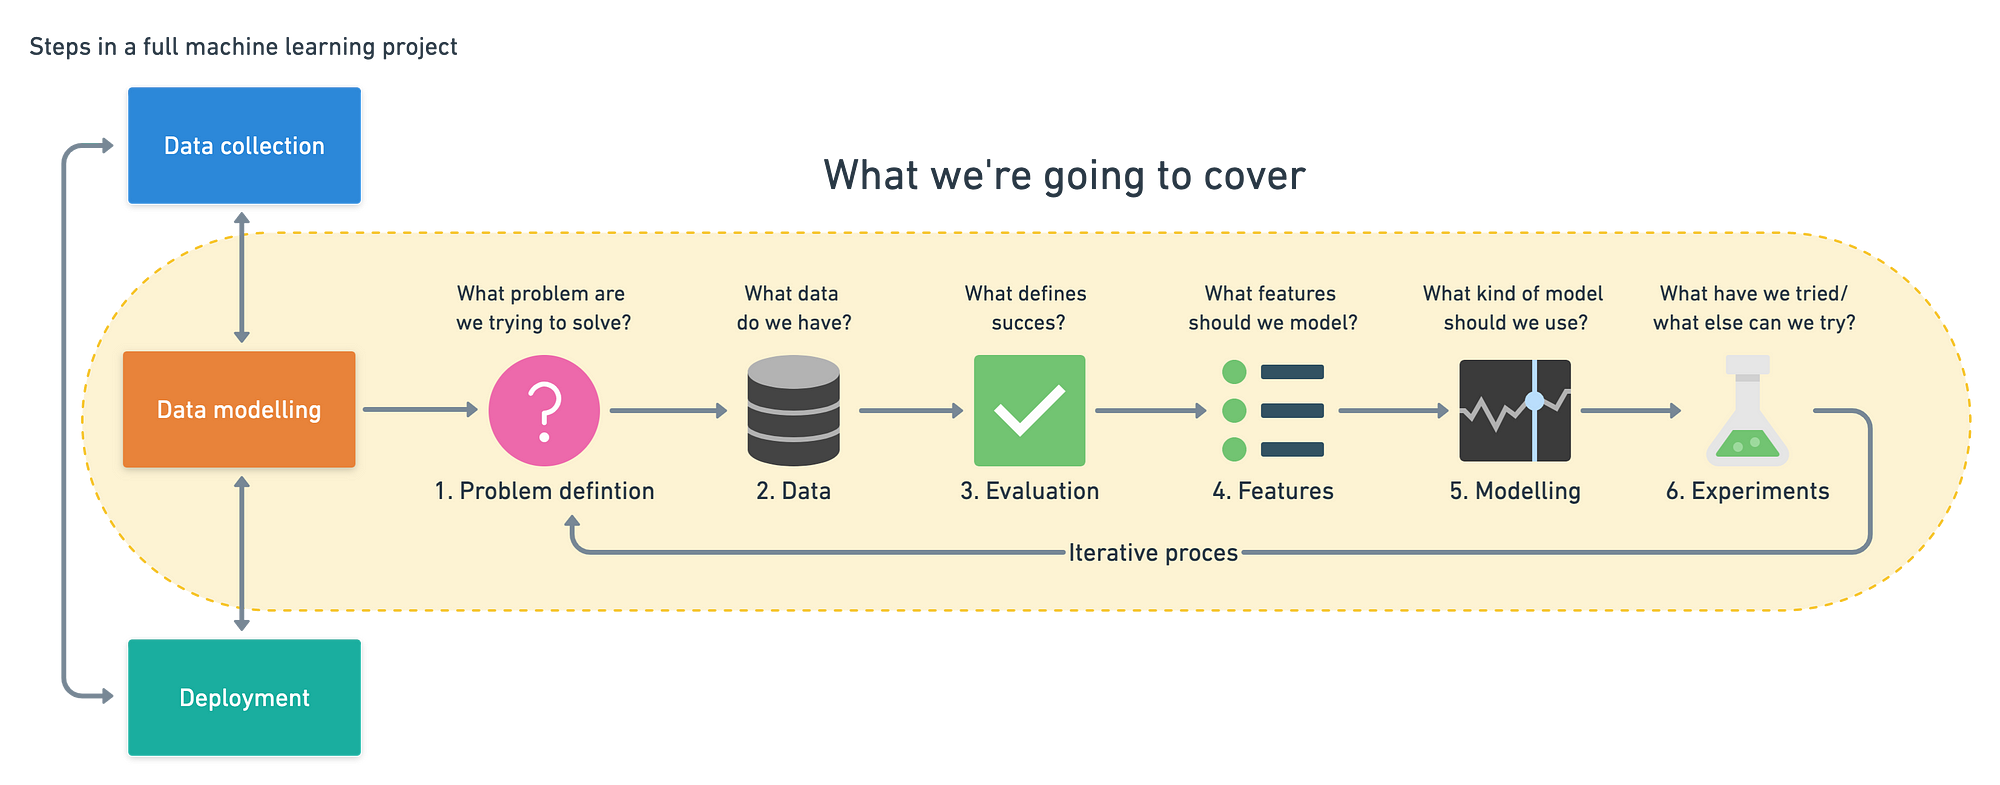 Steps in a full machine learning project
Data collection
What we're going to cover
What problem are
we trying to solve?
What data
do we have?
What defines
succes?
What features
should we model?
What kind of model
should we use?
What have we tried/
what else can we try?
Data modelling
?
1. Problem defintion
2. Data
3. Evaluation
4. Features
5. Modelling
6. Experiments
Iterative proces
Deployment